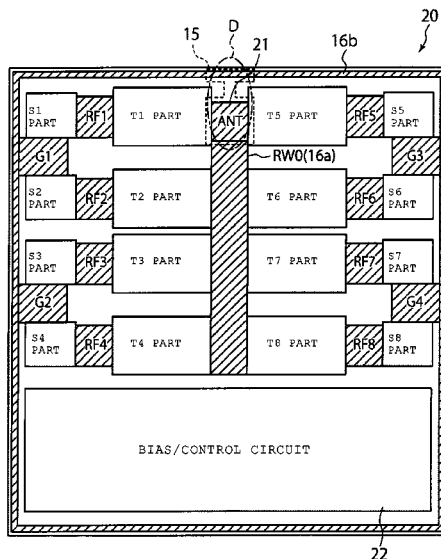 15 D 21 16b 20
S1 PART RF1 T1 PART ANT T5 PART RF5 S5 PART
G1 RW0(16a) G3
S2 PART RF2 T2 PART T6 PART RF6 S6 PART
S3 PART RF3 T3 PART T7 PART RF7 S7 PART
G2 G4
S4 PART RF4 T4 PART T8 PART RF8 S8 PART
BIAS/CONTROL CIRCUIT
22